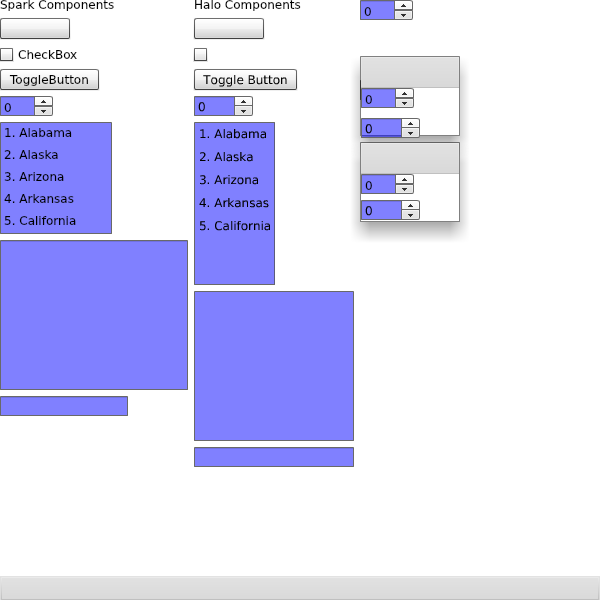 Spark Components
CheckBox
ToggleButton
0
1. Alabama
2. Alaska
3. Arizona
4. Arkansas
5. California
Halo Components
Toggle Button
0
1. Alabama
2. Alaska
3. Arizona
4. Arkansas
5. California
0
0
0
0
0